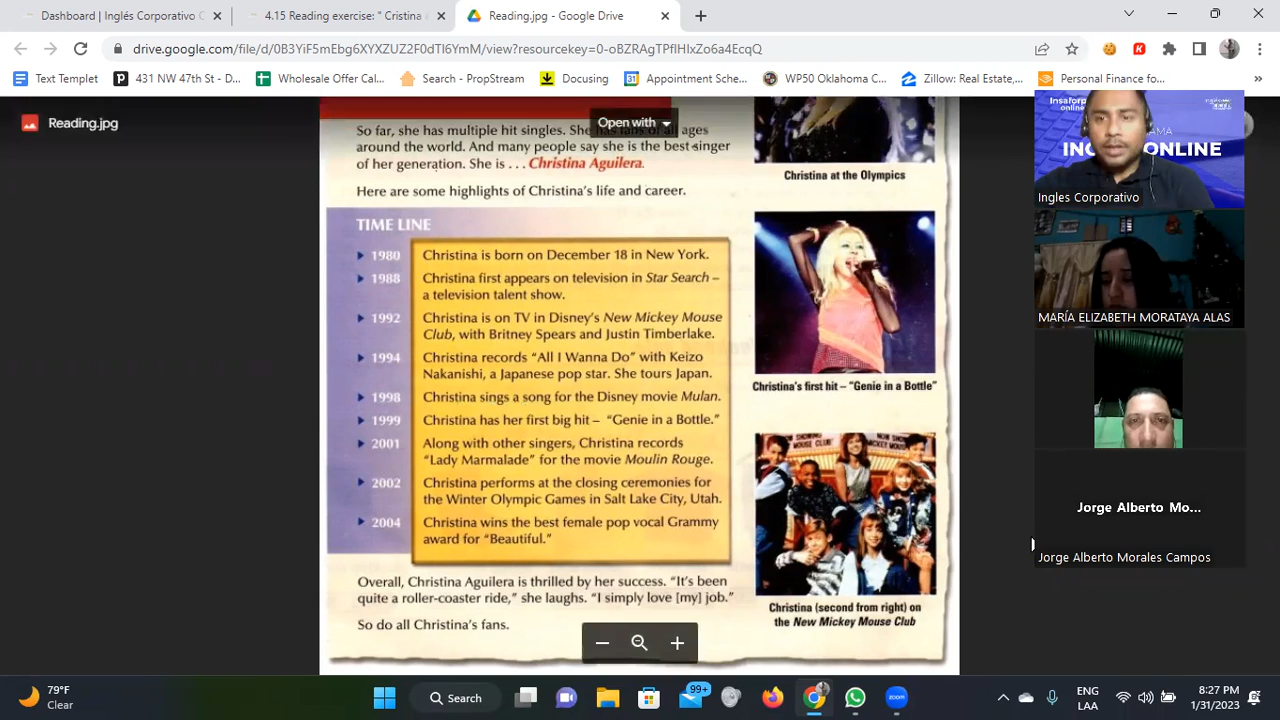 Dashboard | Inglés Corporativo C
4.15 Reading exercise: " Cristina
Reading.jpg - Google Drive
drive.google.com/file/d/0B3YiF5mEbg6XYXZUZ2F0dTI6YmM/view?resourcekey=0-oBZRAgTPflHIxZo6a4EcqQ
Text Templet
431 NW 47th St - D...
Wholesale Offer Cal...
Search - PropStream
Docusing
Appointment Sche...
WP50 Oklahoma C...
Zillow: Real Estate,...
Personal Finance fo...
Reading.jpg
Open with
So far, she has multiple hit singles. She has fans of all ages
around the world. And many people say she is the best singer
of her generation. She is . . . Christina Aguilera.
Here are some highlights of Christina's life and career.
TIME LINE
1980 Christina is born on December 18 in New York.
1988 Christina first appears on television in Star Search –
a television talent show.
1992 Christina is on TV in Disney's New Mickey Mouse
Club, with Britney Spears and Justin Timberlake.
1994 Christina records "All I Wanna Do" with Keizo
Nakanishi, a Japanese pop star. She tours Japan.
1998 Christina sings a song for the Disney movie Mulan.
1999 Christina has her first big hit – "Genie in a Bottle."
2001 Along with other singers, Christina records
"Lady Marmalade" for the movie Moulin Rouge.
2002 Christina performs at the closing ceremonies for
the Winter Olympic Games in Salt Lake City, Utah.
2004 Christina wins the best female pop vocal Grammy
award for "Beautiful."
Overall, Christina Aguilera is thrilled by her success. "It's been
quite a roller-coaster ride," she laughs. "I simply love [my] job."
So do all Christina's fans.
Christina at the Olympics
Christina's first hit – "Genie in a Bottle"
MOUSE CLUB
Christina (second from right) on
the New Mickey Mouse Club
Insaforp
online
AMA
ING
ONLINE
Ingles Corporativo
MARÍA ELIZABETH MORATAYA ALAS
Jorge Alberto Mo...
Jorge Alberto Morales Campos
79°F
Clear
Search
99+
zoom
ENG
LAA
8:27 PM
1/31/2023